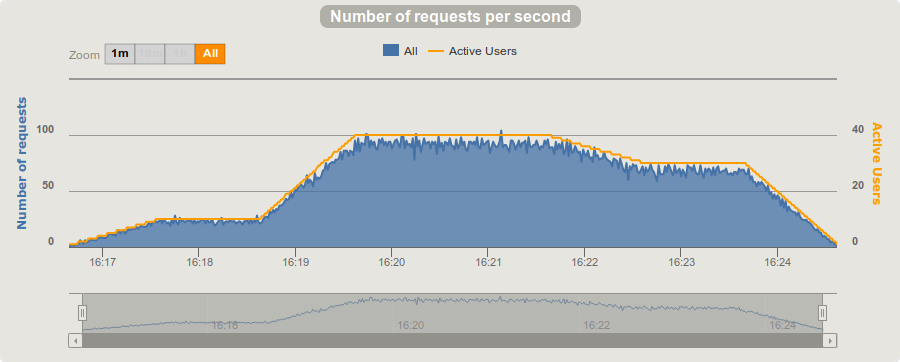 Number of requests per second
Zoom 1m 10m 1h All
All Active Users
Number of requests
100
50
0
40
20
0
Active Users
16:17 16:18 16:19 16:20 16:21 16:22 16:23 16:24
16:18 16:20 16:22 16:24